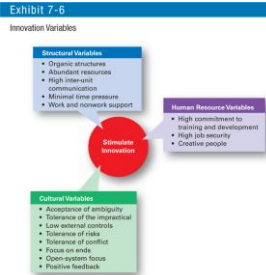 Exhibit 7-6
Innovation Variables
Structural Variables
• Organic structures
• Abundant resources
• High inter-unit
communication
• Minimal time pressure
• Work and nonwork support
Human Resource Variables
• High commitment to
training and development
• High job security
• Creative people
Stimulate
Innovation
Cultural Variables
• Acceptance of ambiguity
• Tolerance of the impractical
• Low external controls
• Tolerance of risks
• Tolerance of conflict
• Focus on ends
• Open-system focus
• Positive feedback